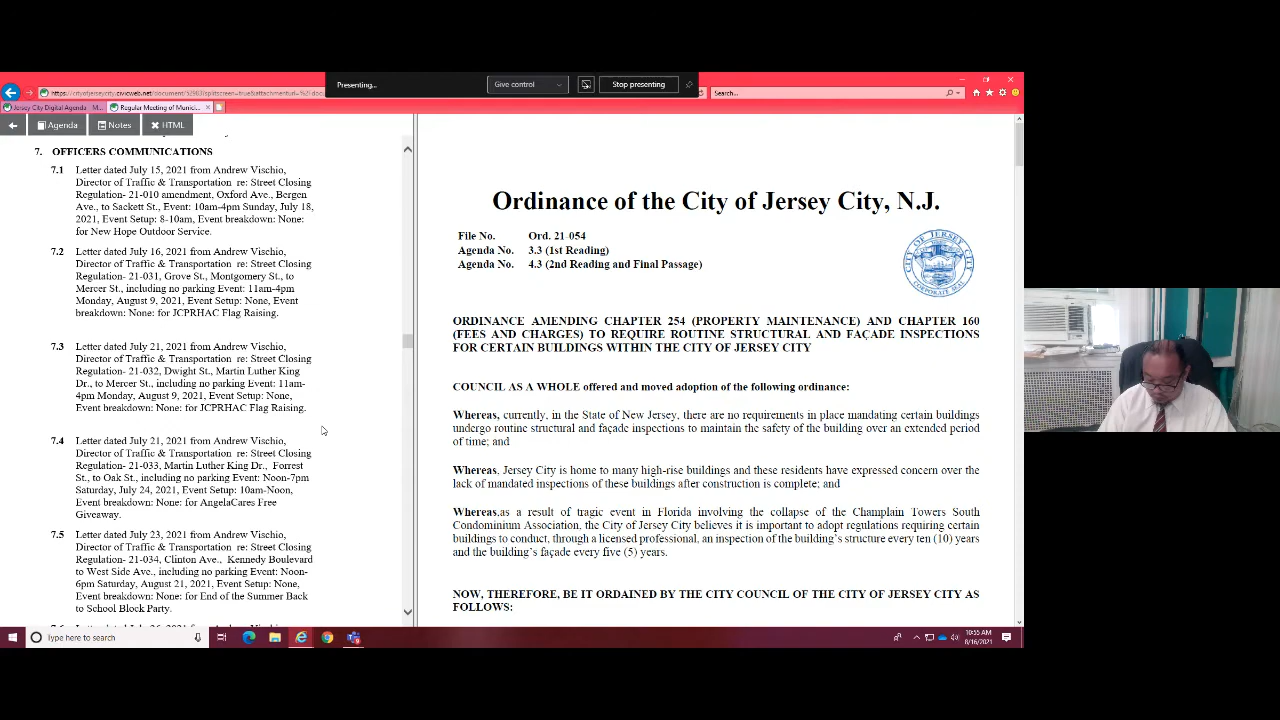 Presenting...
Give control
Stop presenting
Search...
Jersey City Digital Agenda
Regular Meeting of Munici...
Agenda
Notes
HTML
7. OFFICERS COMMUNICATIONS
7.1 Letter dated July 15, 2021 from Andrew Vischio,
Director of Traffic & Transportation re: Street Closing
Regulation- 21-010 amendment, Oxford Ave., Bergen
Ave., to Sackett St., Event: 10am-4pm Sunday, July 18,
2021, Event Setup: 8-10am, Event breakdown: None:
for New Hope Outdoor Service.
7.2 Letter dated July 16, 2021 from Andrew Vischio,
Director of Traffic & Transportation re: Street Closing
Regulation- 21-031, Grove St., Montgomery St., to
Mercer St., including no parking Event: 11am-4pm
Monday, August 9, 2021, Event Setup: None, Event
breakdown: None: for JCPRHAC Flag Raising.
7.3 Letter dated July 21, 2021 from Andrew Vischio,
Director of Traffic & Transportation re: Street Closing
Regulation- 21-032, Dwight St., Martin Luther King
Dr., to Mercer St., including no parking Event: 11am-
4pm Monday, August 9, 2021, Event Setup: None,
Event breakdown: None: for JCPRHAC Flag Raising.
7.4 Letter dated July 21, 2021 from Andrew Vischio,
Director of Traffic & Transportation re: Street Closing
Regulation- 21-033, Martin Luther King Dr., Forrest
St., to Oak St., including no parking Event: Noon-7pm
Saturday, July 24, 2021, Event Setup: 10am-Noon,
Event breakdown: None: for AngelaCares Free
Giveaway.
7.5 Letter dated July 23, 2021 from Andrew Vischio,
Director of Traffic & Transportation re: Street Closing
Regulation- 21-034, Clinton Ave., Kennedy Boulevard
to West Side Ave., including no parking Event: Noon-
6pm Saturday, August 21, 2021, Event Setup: None,
Event breakdown: None: for End of the Summer Back
to School Block Party.
Ordinance of the City of Jersey City, N.J.
File No. Ord. 21-054
Agenda No. 3.3 (1st Reading)
Agenda No. 4.3 (2nd Reading and Final Passage)
ORDINANCE AMENDING CHAPTER 254 (PROPERTY MAINTENANCE) AND CHAPTER 160
(FEES AND CHARGES) TO REQUIRE ROUTINE STRUCTURAL AND FAÇADE INSPECTIONS
FOR CERTAIN BUILDINGS WITHIN THE CITY OF JERSEY CITY
COUNCIL AS A WHOLE offered and moved adoption of the following ordinance:
Whereas, currently, in the State of New Jersey, there are no requirements in place mandating certain buildings
undergo routine structural and façade inspections to maintain the safety of the building over an extended period
of time; and
Whereas, Jersey City is home to many high-rise buildings and these residents have expressed concern over the
lack of mandated inspections of these buildings after construction is complete; and
Whereas,as a result of tragic event in Florida involving the collapse of the Champlain Towers South
Condominium Association, the City of Jersey City believes it is important to adopt regulations requiring certain
buildings to conduct, through a licensed professional, an inspection of the building's structure every ten (10) years
and the building's façade every five (5) years.
NOW, THEREFORE, BE IT ORDAINED BY THE CITY COUNCIL OF THE CITY OF JERSEY CITY AS
FOLLOWS:
Type here to search
10:55 AM
8/16/2021